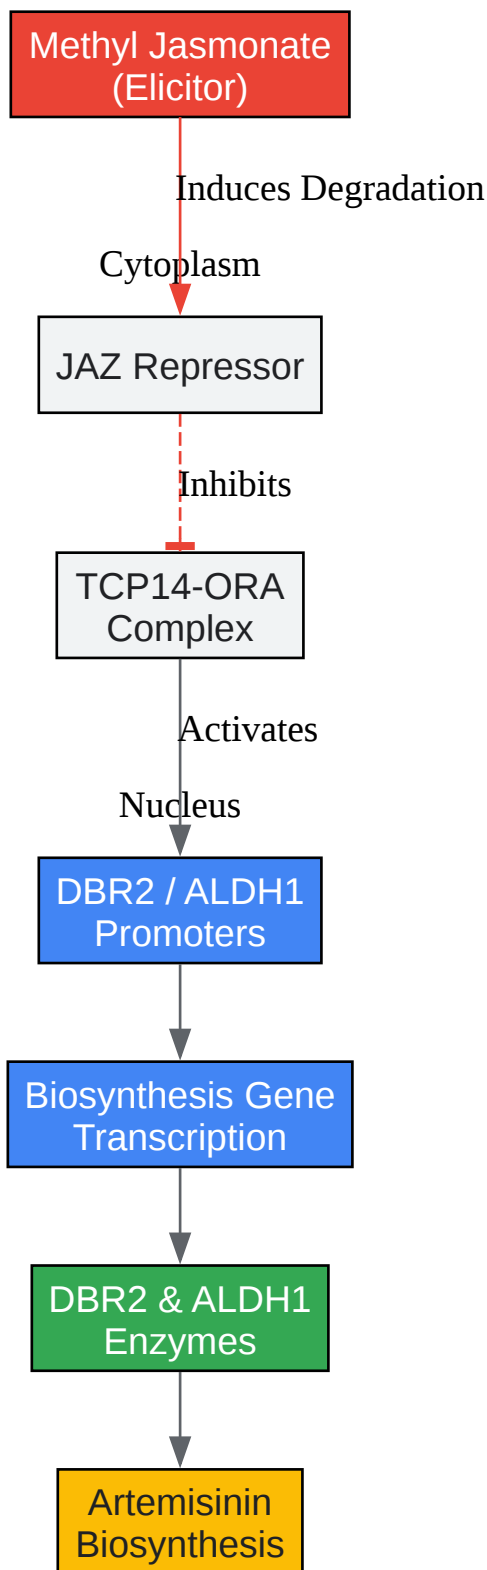 Methyl Jasmonate
(Elicitor)
Induces Degradation
Cytoplasm
JAZ Repressor
Inhibits
TCP14-ORA
Complex
Activates
Nucleus
DBR2 / ALDH1
Promoters
Biosynthesis Gene
Transcription
DBR2 & ALDH1
Enzymes
Artemisinin
Biosynthesis